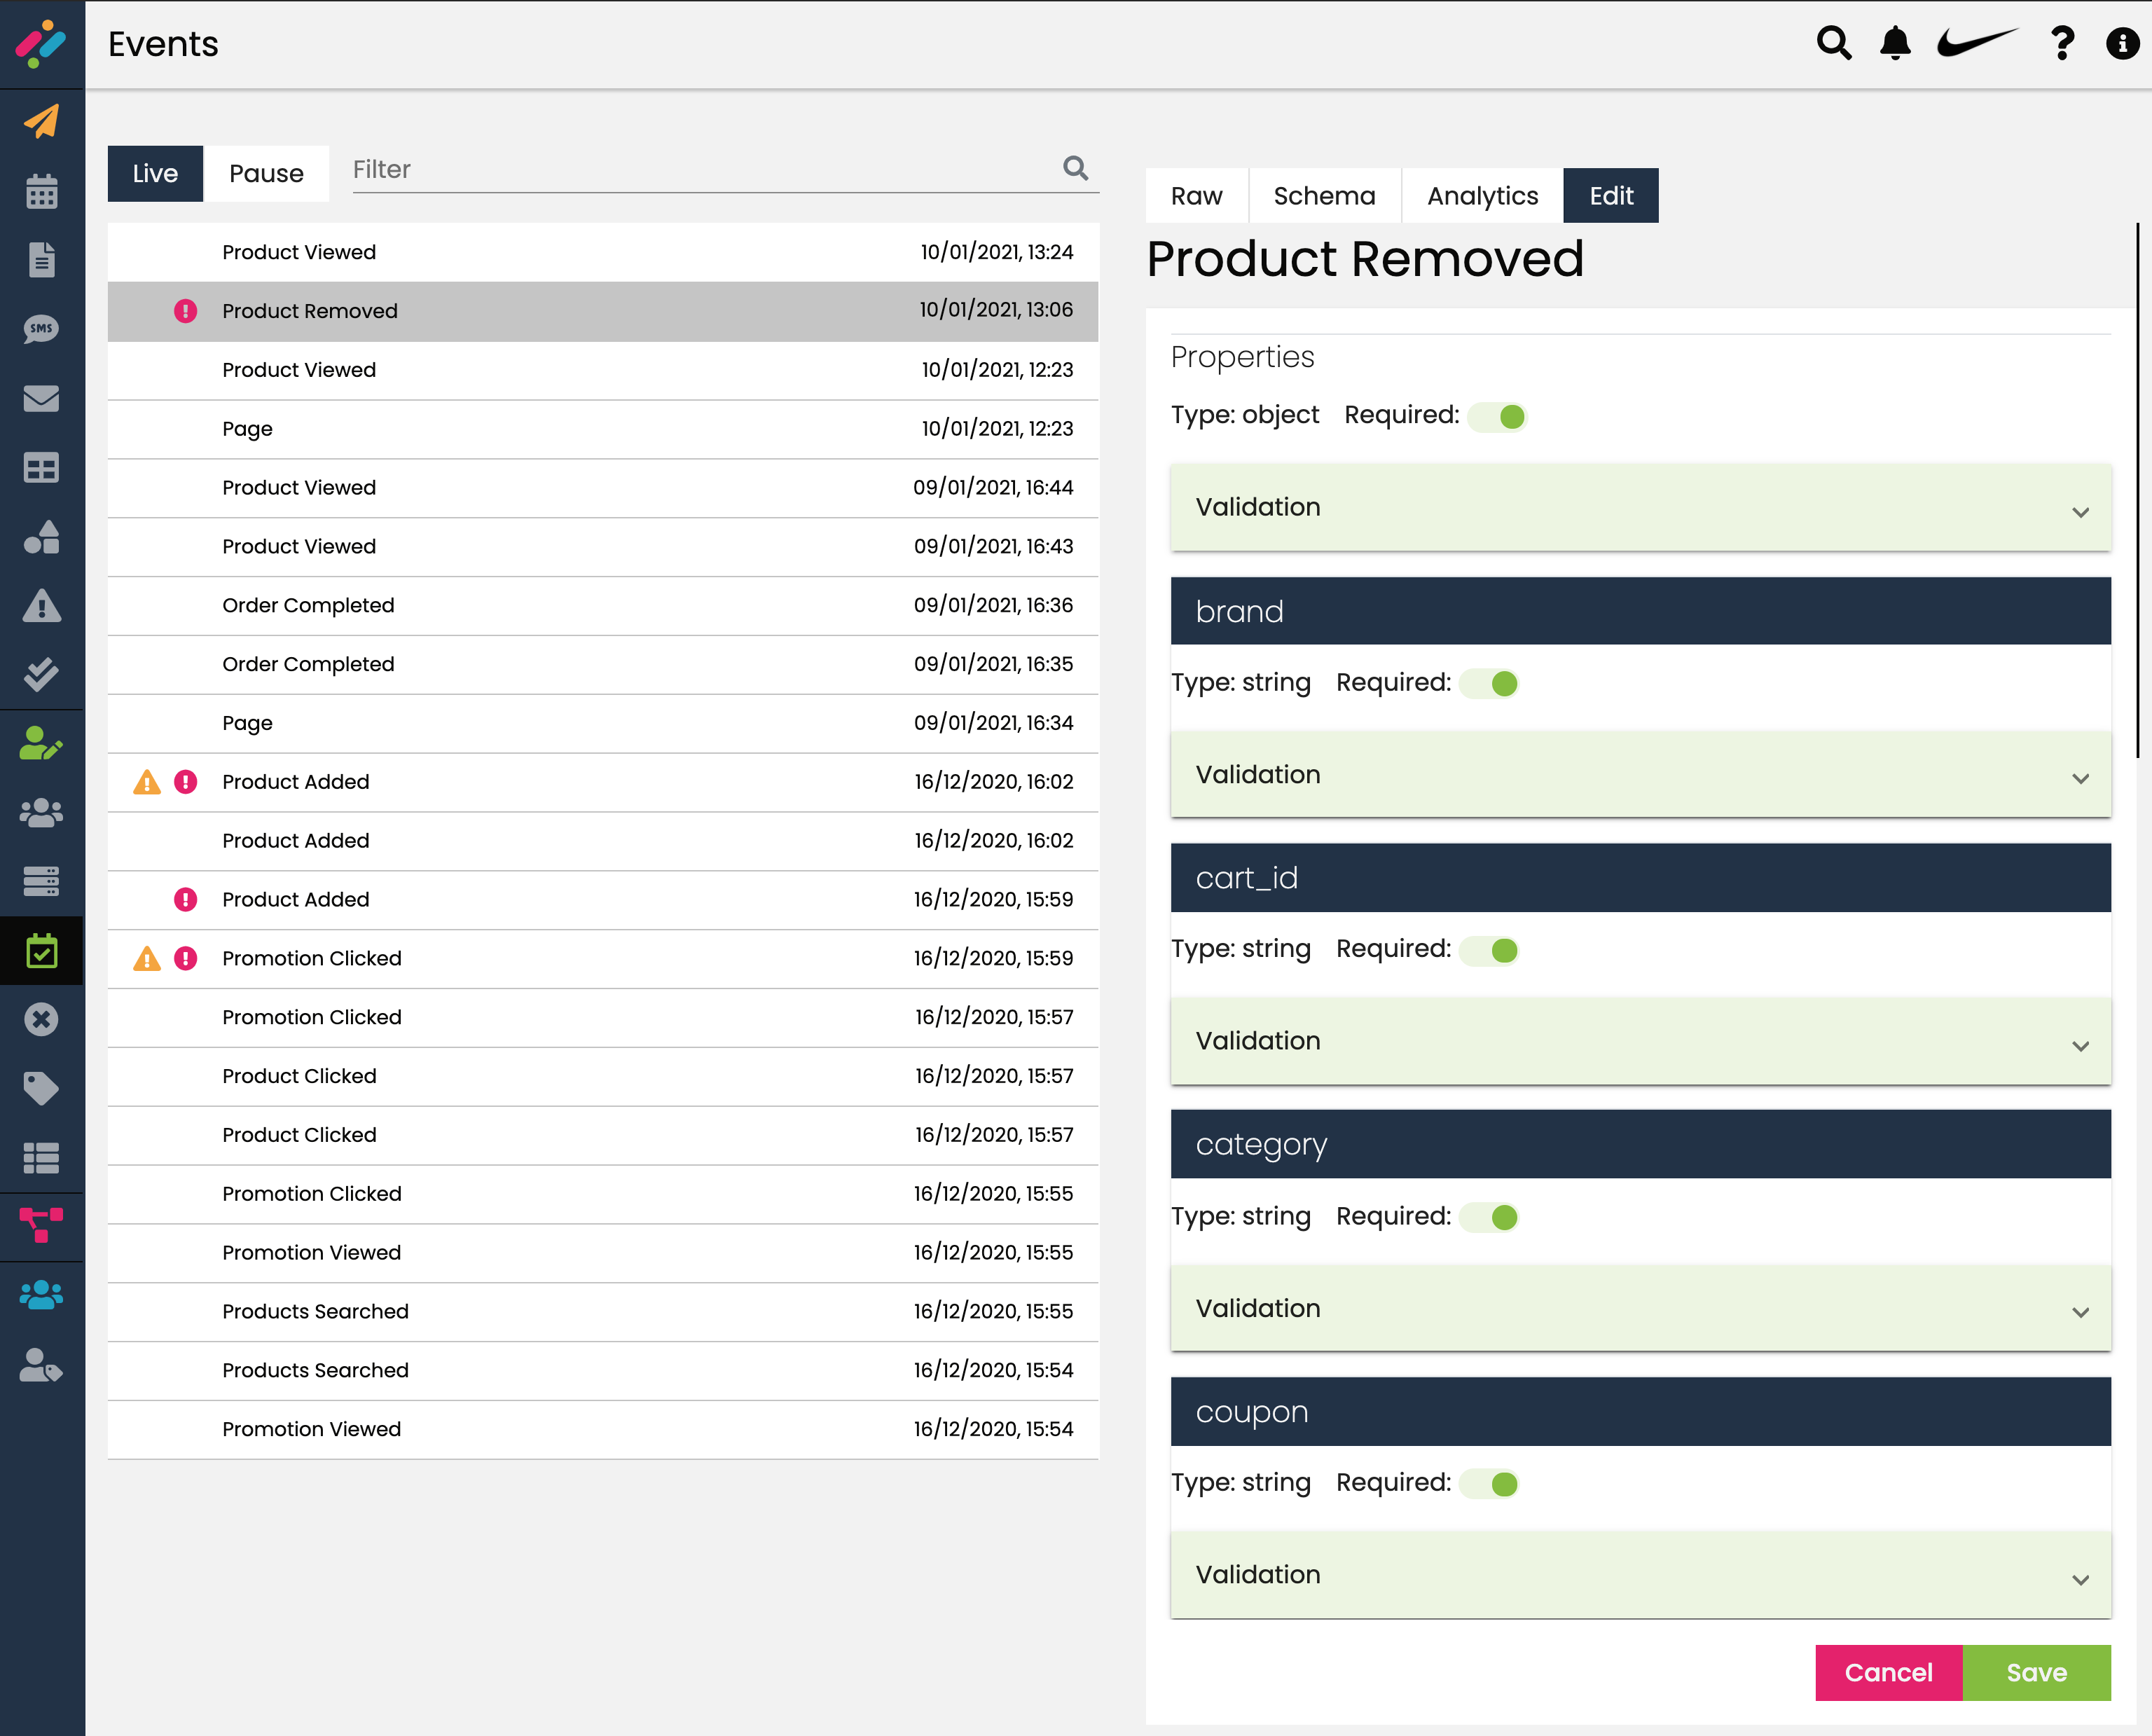 Events
SMS
Live
Pause
Filter
Product Viewed 10/01/2021, 13:24
Product Removed 10/01/2021, 13:06
Product Viewed 10/01/2021, 12:23
Page 10/01/2021, 12:23
Product Viewed 09/01/2021, 16:44
Product Viewed 09/01/2021, 16:43
Order Completed 09/01/2021, 16:36
Order Completed 09/01/2021, 16:35
Page 09/01/2021, 16:34
Product Added 16/12/2020, 16:02
Product Added 16/12/2020, 16:02
Product Added 16/12/2020, 15:59
Promotion Clicked 16/12/2020, 15:59
Promotion Clicked 16/12/2020, 15:57
Product Clicked 16/12/2020, 15:57
Product Clicked 16/12/2020, 15:57
Promotion Clicked 16/12/2020, 15:55
Promotion Viewed 16/12/2020, 15:55
Products Searched 16/12/2020, 15:55
Products Searched 16/12/2020, 15:54
Promotion Viewed 16/12/2020, 15:54
Raw Schema Analytics Edit
Product Removed
Properties
Type: object Required:
Validation
brand
Type: string Required:
Validation
cart_id
Type: string Required:
Validation
category
Type: string Required:
Validation
coupon
Type: string Required:
Validation
Cancel Save